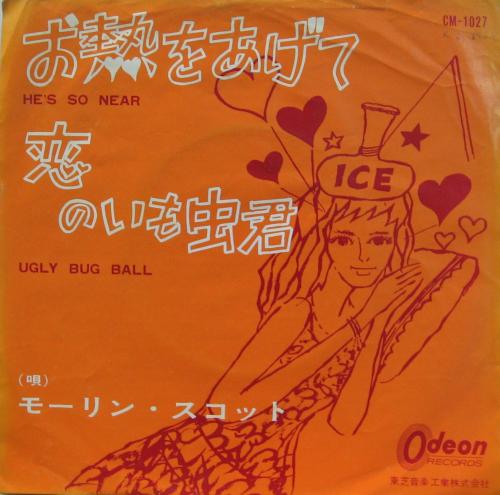 CM-1027
お熱をあげて
HE'S SO NEAR
恋
のいも虫君
UGLY BUG BALL
ICE
(唄)
モーリン・スコット
Odeon
RECORDS
東芝音楽工業株式会社